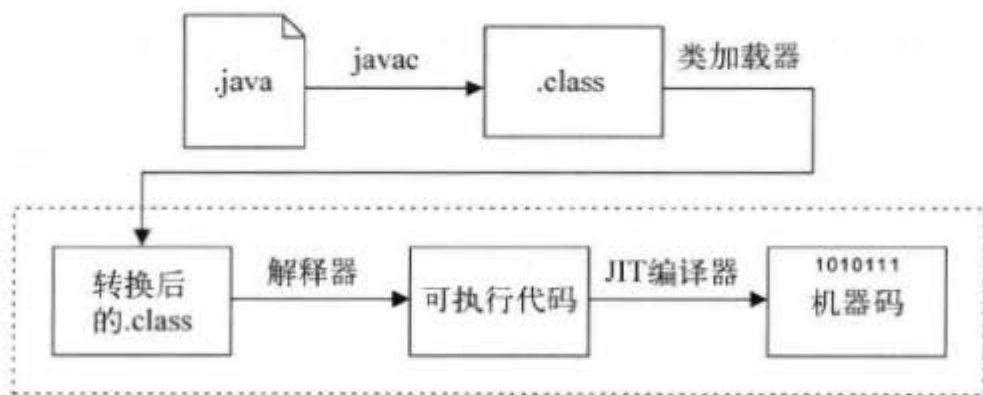 .java
javac
.class
类加载器
转换后
的.class
解释器
可执行代码
JIT编译器
1010111
机器码